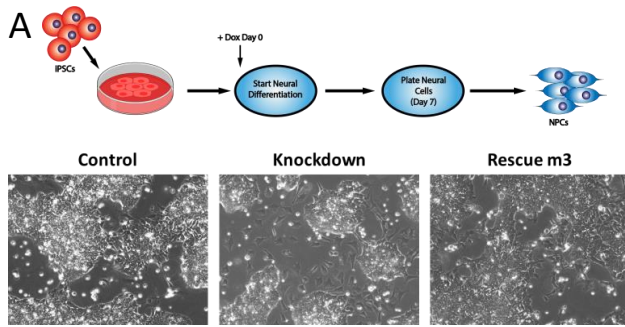 A
iPSCs
+ Dox Day 0
Start Neural
Differentiation
Plate Neural
Cells
(Day 7)
NPCs
Control
Knockdown
Rescue m3